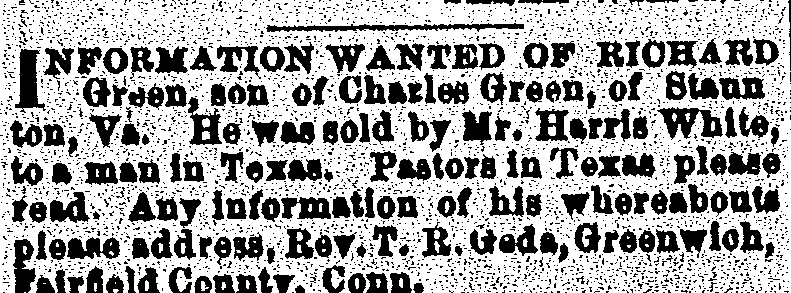 INFORMATION WANTED OF RICHARD
Green, son of Charles Green, of Staun
ton, Va. He was sold by Mr. Harris White,
to a man in Texas. Pastors in Texas please
read. Any information of his whereabouts
please address, Rev. T. R. Geda, Greenwich,
Fairfield County, Conn.